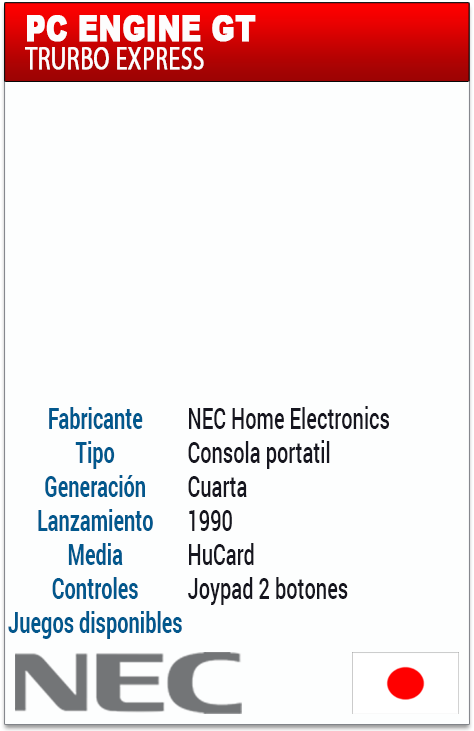 PC ENGINE GT
TRURBO EXPRESS
Fabricante NEC Home Electronics
Tipo Consola portatil
Generación Cuarta
Lanzamiento 1990
Media HuCard
Controles Joypad 2 botones
Juegos disponibles
NEC